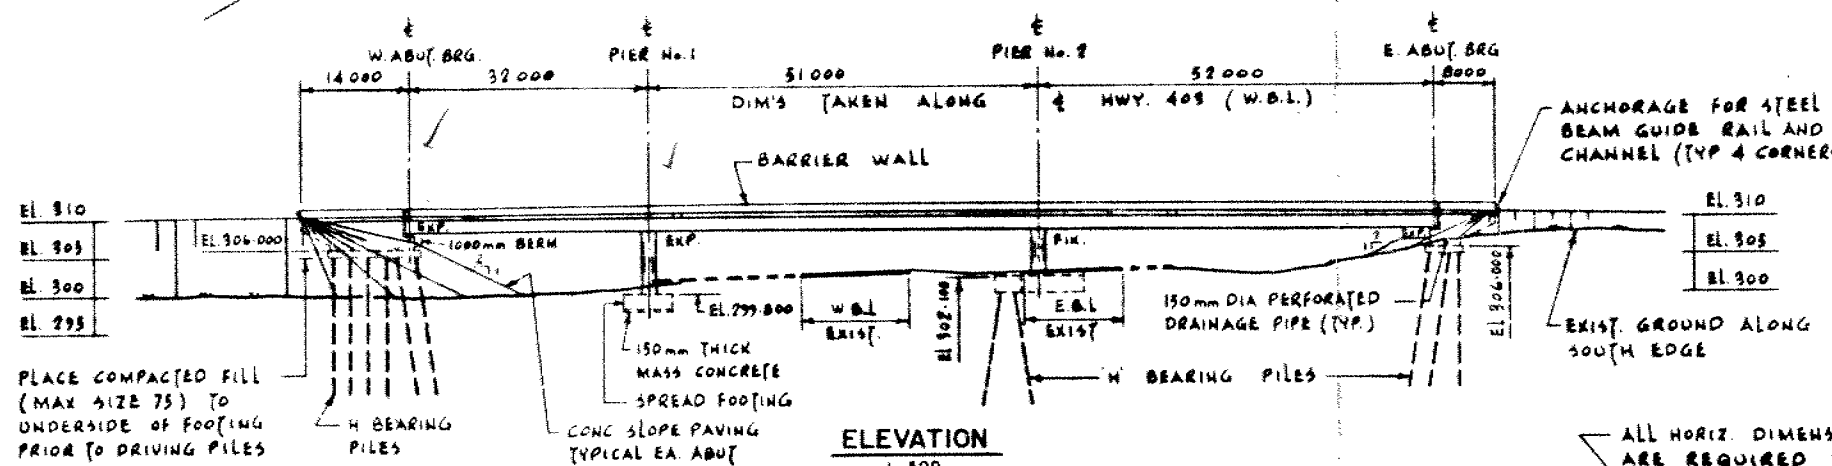 ℄ ℄ ℄ ℄
W. ABUT. BRG. PIER No. 1 PIER No. 2 E. ABUT. BRG
14 000 32 000 51 000 52 000 8000
DIM'S TAKEN ALONG ℄ HWY. 403 (W.B.L.)
ANCHORAGE FOR STEEL
BEAM GUIDE RAIL AND
CHANNEL (TYP 4 CORNER
BARRIER WALL
EL. 310
EL. 305
EL. 300
EL. 295
EL. 306.000
EXP.
1000mm BERM
2
1
EXP.
FIX.
EXP.
2
1
EL. 310
EL. 305
EL. 300
EL. 299.800
W.B.L
EXIST.
EL 302.100
E.B.L
EXIST
150mm DIA PERFORATED
DRAINAGE PIPE (TYP.)
EL 306.000
EXIST. GROUND ALONG
SOUTH EDGE
150mm THICK
MASS CONCRETE
SPREAD FOOTING
'H' BEARING PILES
PLACE COMPACTED FILL
(MAX SIZE 75) TO
UNDERSIDE OF FOOTING
PRIOR TO DRIVING PILES
H BEARING
PILES
CONC SLOPE PAVING
TYPICAL EA. ABUT
ELEVATION
ALL HORIZ. DIMENS
ARE REQUIRED